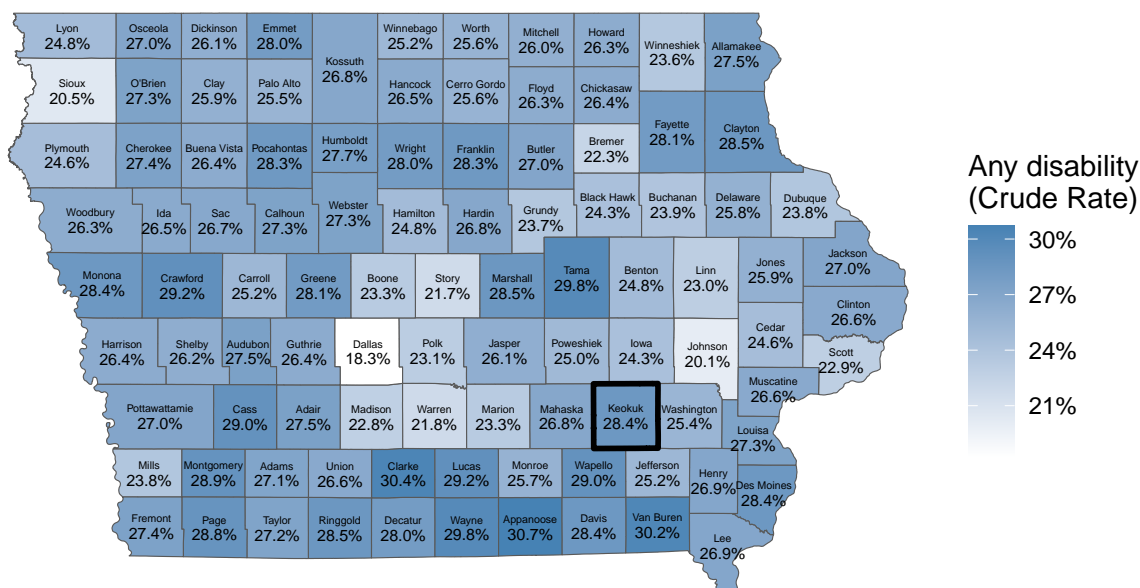 Lyon
24.8%
Osceola
27.0%
Dickinson
26.1%
Emmet
28.0%
Kossuth
26.8%
Winnebago
25.2%
Worth
25.6%
Mitchell
26.0%
Howard
26.3%
Winneshiek
23.6%
Allamakee
27.5%
Sioux
20.5%
O'Brien
27.3%
Clay
25.9%
Palo Alto
25.5%
Hancock
26.5%
Cerro Gordo
25.6%
Floyd
26.3%
Chickasaw
26.4%
Plymouth
24.6%
Cherokee
27.4%
Buena Vista
26.4%
Pocahontas
28.3%
Humboldt
27.7%
Wright
28.0%
Franklin
28.3%
Butler
27.0%
Bremer
22.3%
Fayette
28.1%
Clayton
28.5%
Woodbury
26.3%
Ida
26.5%
Sac
26.7%
Calhoun
27.3%
Webster
27.3%
Hamilton
24.8%
Hardin
26.8%
Grundy
23.7%
Black Hawk
24.3%
Buchanan
23.9%
Delaware
25.8%
Dubuque
23.8%
Monona
28.4%
Crawford
29.2%
Carroll
25.2%
Greene
28.1%
Boone
23.3%
Story
21.7%
Marshall
28.5%
Tama
29.8%
Benton
24.8%
Linn
23.0%
Jones
25.9%
Jackson
27.0%
Clinton
26.6%
Harrison
26.4%
Shelby
26.2%
Audubon
27.5%
Guthrie
26.4%
Dallas
18.3%
Polk
23.1%
Jasper
26.1%
Poweshiek
25.0%
Iowa
24.3%
Johnson
20.1%
Cedar
24.6%
Scott
22.9%
Muscatine
26.6%
Pottawattamie
27.0%
Cass
29.0%
Adair
27.5%
Madison
22.8%
Warren
21.8%
Marion
23.3%
Mahaska
26.8%
Keokuk
28.4%
Washington
25.4%
Louisa
27.3%
Mills
23.8%
Montgomery
28.9%
Adams
27.1%
Union
26.6%
Clarke
30.4%
Lucas
29.2%
Monroe
25.7%
Wapello
29.0%
Jefferson
25.2%
Henry
26.9%
Des Moines
28.4%
Fremont
27.4%
Page
28.8%
Taylor
27.2%
Ringgold
28.5%
Decatur
28.0%
Wayne
29.8%
Appanoose
30.7%
Davis
28.4%
Van Buren
30.2%
Lee
26.9%
Any disability
(Crude Rate)
30%
27%
24%
21%